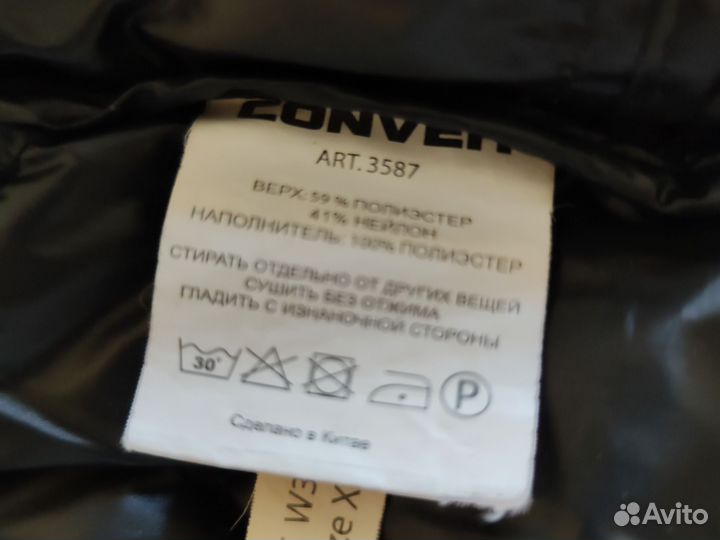 ART. 3587
ВЕРХ: 59 % ПОЛИЭСТЕР
41% НЕЙЛОН
НАПОЛНИТЕЛЬ: 100% ПОЛИЭСТЕР
СТИРАТЬ ОТДЕЛЬНО ОТ ДРУГИХ ВЕЩЕЙ
СУШИТЬ БЕЗ ОТЖИМА
ГЛАДИТЬ С ИЗНАНОЧНОЙ СТОРОНЫ
30° P
Сделано в Китае
Avito